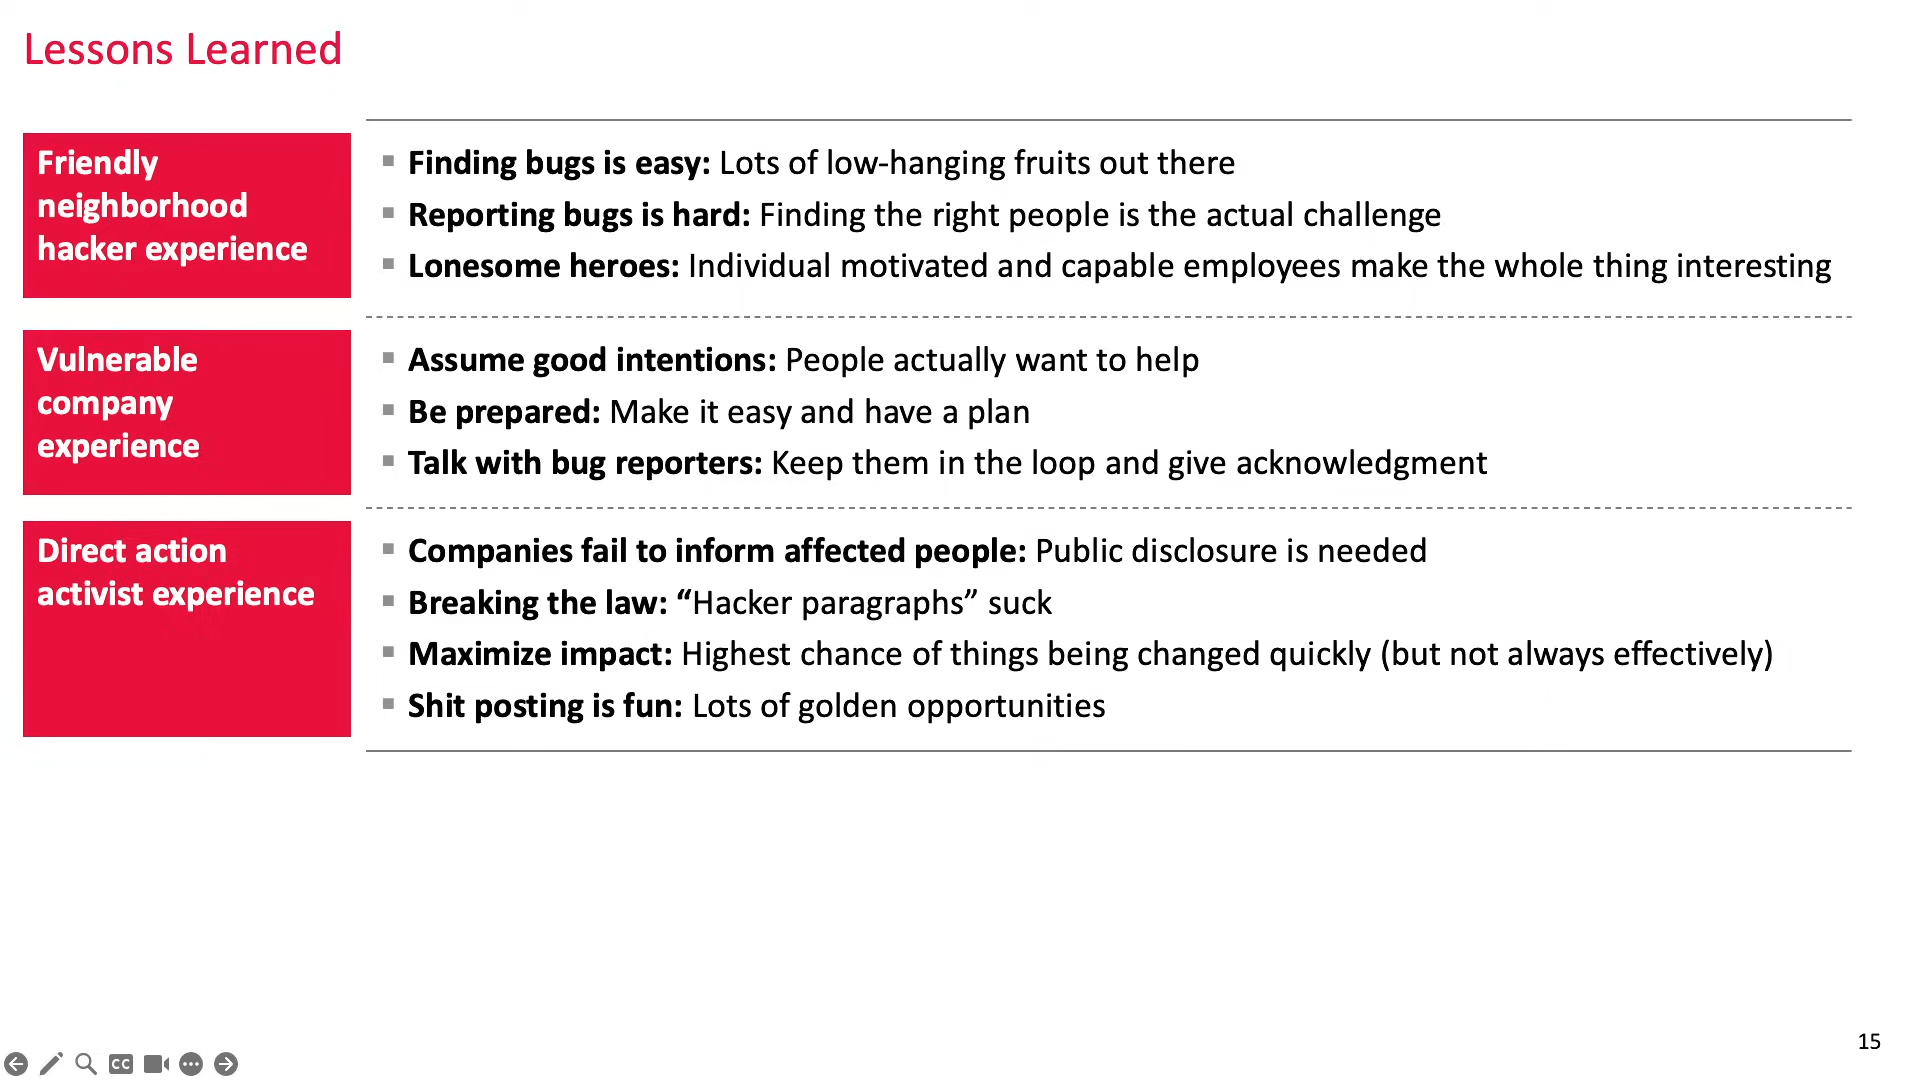 Lessons Learned
Friendly
neighborhood
hacker experience
▪ Finding bugs is easy: Lots of low-hanging fruits out there
▪ Reporting bugs is hard: Finding the right people is the actual challenge
▪ Lonesome heroes: Individual motivated and capable employees make the whole thing interesting
Vulnerable
company
experience
▪ Assume good intentions: People actually want to help
▪ Be prepared: Make it easy and have a plan
▪ Talk with bug reporters: Keep them in the loop and give acknowledgment
Direct action
activist experience
▪ Companies fail to inform affected people: Public disclosure is needed
▪ Breaking the law: “Hacker paragraphs” suck
▪ Maximize impact: Highest chance of things being changed quickly (but not always effectively)
▪ Shit posting is fun: Lots of golden opportunities
15
CC